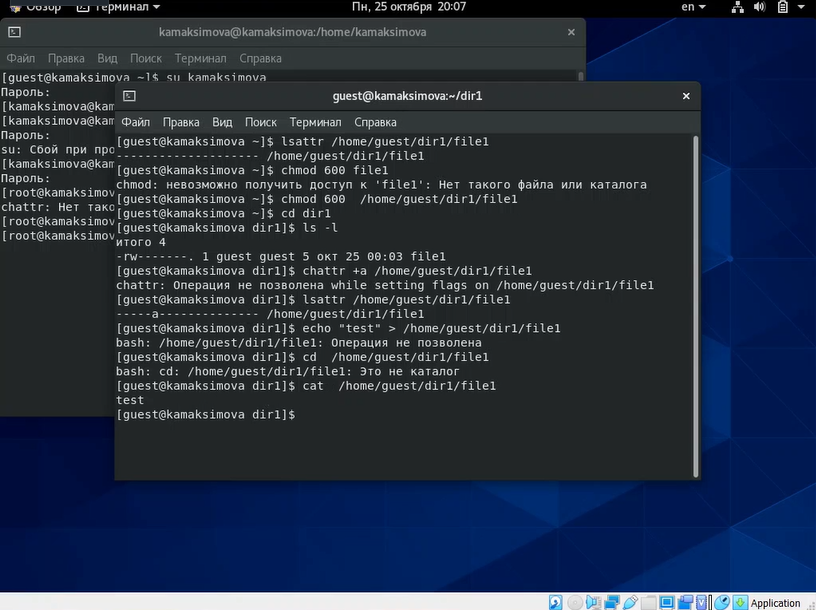 Обзор Терминал Пн, 25 октября 20:07 en
kamaksimova@kamaksimova:/home/kamaksimova
Файл Правка Вид Поиск Терминал Справка
[guest@kamaksimova ~]$ su kamaksimova
Пароль:
[kamaksimova@kam
[kamaksimova@kam
Пароль:
su: Сбой при про
[kamaksimova@kam
Пароль:
[root@kamaksimov
chattr: Нет тако
[root@kamaksimov
[root@kamaksimov
guest@kamaksimova:~/dir1
Файл Правка Вид Поиск Терминал Справка
[guest@kamaksimova ~]$ lsattr /home/guest/dir1/file1
-------------------- /home/guest/dir1/file1
[guest@kamaksimova ~]$ chmod 600 file1
chmod: невозможно получить доступ к 'file1': Нет такого файла или каталога
[guest@kamaksimova ~]$ chmod 600  /home/guest/dir1/file1
[guest@kamaksimova ~]$ cd dir1
[guest@kamaksimova dir1]$ ls -l
итого 4
-rw-------. 1 guest guest 5 окт 25 00:03 file1
[guest@kamaksimova dir1]$ chattr +a /home/guest/dir1/file1
chattr: Операция не позволена while setting flags on /home/guest/dir1/file1
[guest@kamaksimova dir1]$ lsattr /home/guest/dir1/file1
-----a-------------- /home/guest/dir1/file1
[guest@kamaksimova dir1]$ echo "test" > /home/guest/dir1/file1
bash: /home/guest/dir1/file1: Операция не позволена
[guest@kamaksimova dir1]$ cd  /home/guest/dir1/file1
bash: cd: /home/guest/dir1/file1: Это не каталог
[guest@kamaksimova dir1]$ cat  /home/guest/dir1/file1
test
[guest@kamaksimova dir1]$
Application